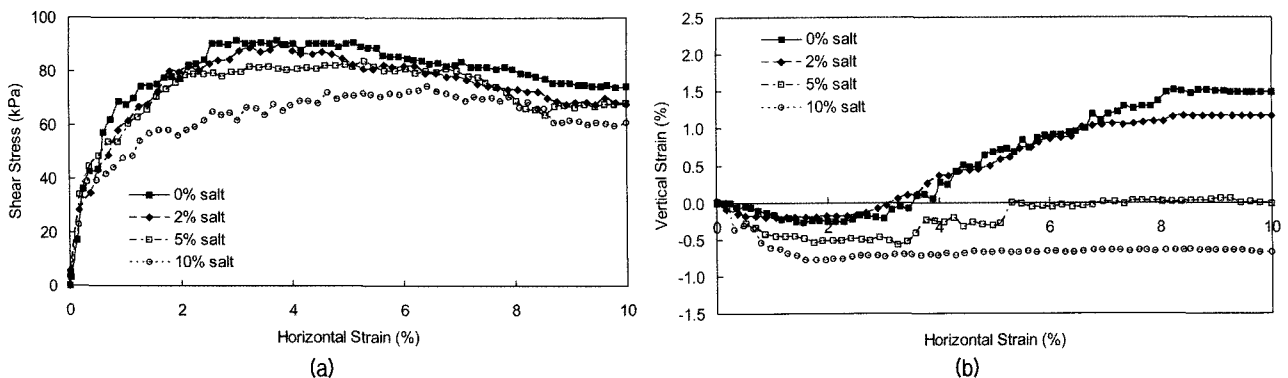 100
80
60
40
20
0
Shear Stress (kPa)
0% salt
2% salt
5% salt
10% salt
0 2 4 6 8 10
Horizontal Strain (%)
(a)
2.5
2.0
1.5
1.0
0.5
0.0
-0.5
-1.0
-1.5
Vertical Strain (%)
0% salt
2% salt
5% salt
10% salt
0 2 4 6 8 10
Horizontal Strain (%)
(b)